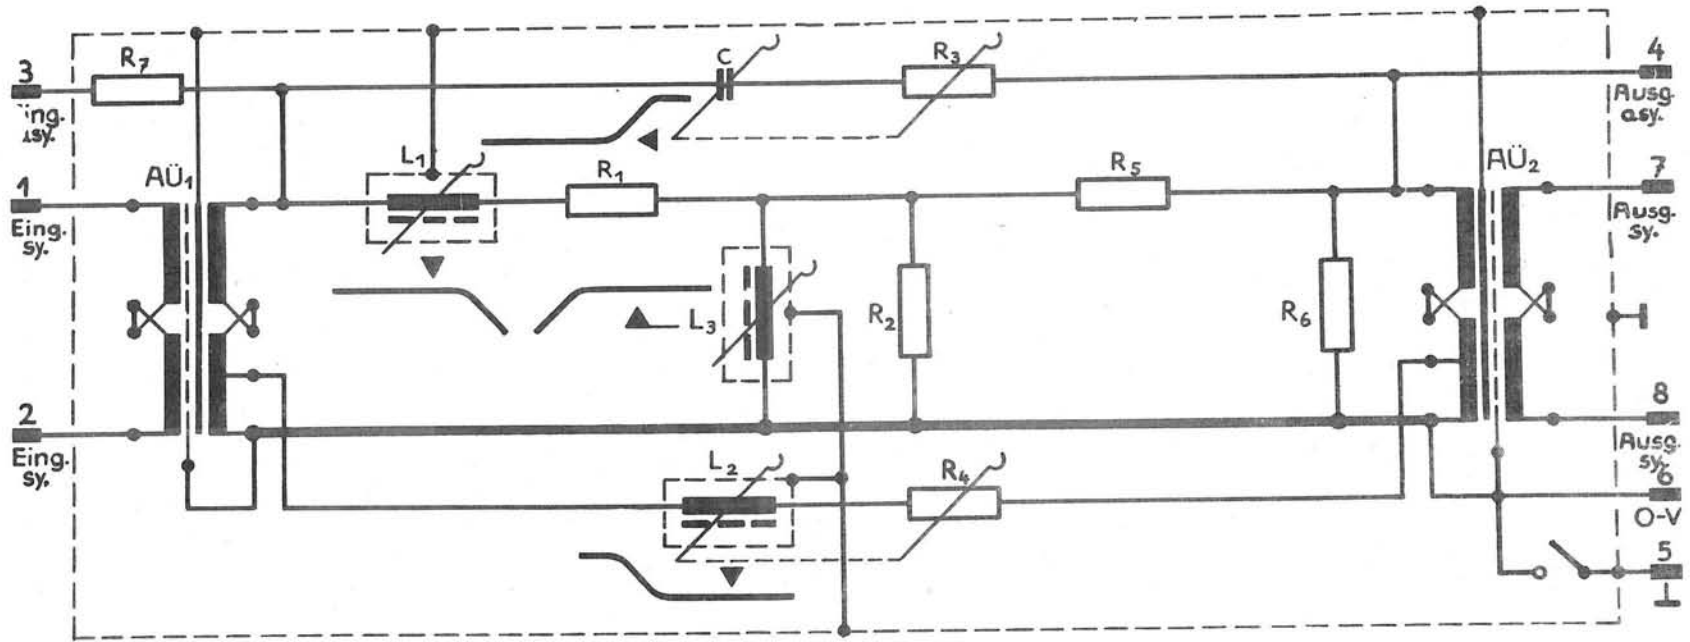 3
R7
C
R3
4
Ausg.
asy.
L1
R1
R5
AÜ1
AÜ2
1
Eing.
sy.
7
Ausg.
sy.
L3
R2
R6
2
Eing.
sy.
L2
R4
8
Ausg.
sy.
6
O-V
5